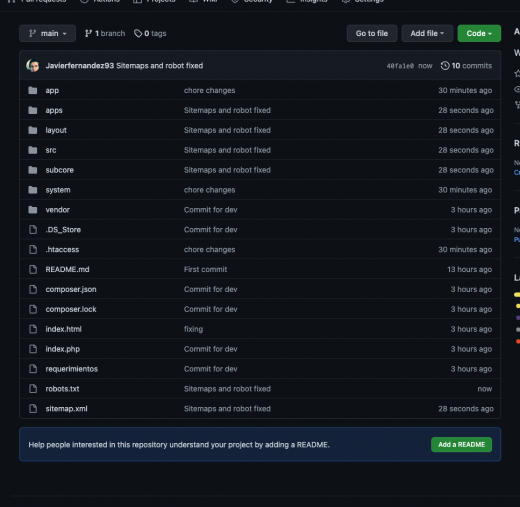 Pull requests Actions Projects Wiki Security Insights Settings
main 1 branch 0 tags Go to file Add file Code
Javierfernandez93 Sitemaps and robot fixed 40fa1e0 now 10 commits
app chore changes 30 minutes ago
apps Sitemaps and robot fixed 28 seconds ago
layout Sitemaps and robot fixed 28 seconds ago
src Sitemaps and robot fixed 28 seconds ago
subcore Sitemaps and robot fixed 28 seconds ago
system chore changes 30 minutes ago
vendor Commit for dev 3 hours ago
.DS_Store Commit for dev 3 hours ago
.htaccess chore changes 30 minutes ago
README.md First commit 13 hours ago
composer.json Commit for dev 3 hours ago
composer.lock Commit for dev 3 hours ago
index.html fixing 3 hours ago
index.php Commit for dev 3 hours ago
requerimientos Commit for dev 3 hours ago
robots.txt Sitemaps and robot fixed now
sitemap.xml Sitemaps and robot fixed 28 seconds ago
Help people interested in this repository understand your project by adding a README. Add a README